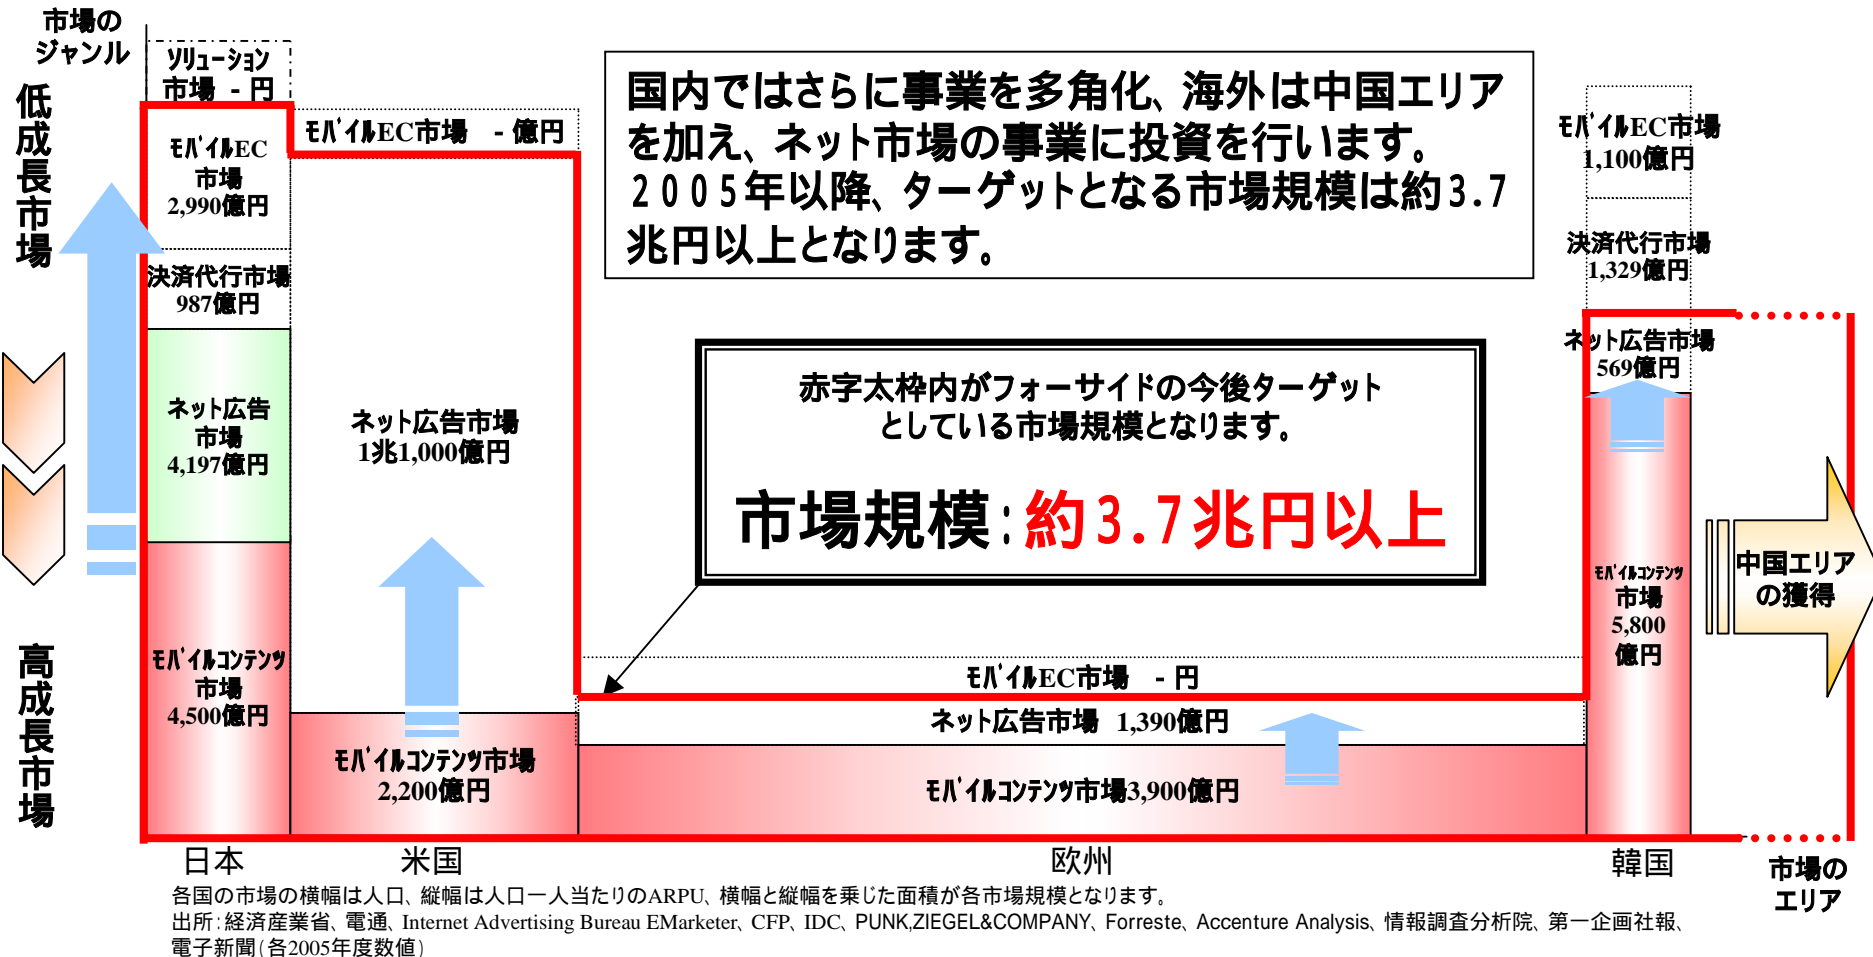 市場の
ジャンル
低成長市場
高成長市場
ソリューション
市場 - 円
モバイルEC
市場
2,990億円
決済代行市場
987億円
ネット広告
市場
4,197億円
モバイルコンテンツ
市場
4,500億円
モバイルEC市場 - 億円
ネット広告市場
1兆1,000億円
モバイルコンテンツ市場
2,200億円
国内ではさらに事業を多角化、海外は中国エリア
を加え、ネット市場の事業に投資を行います。
2005年以降、ターゲットとなる市場規模は約3.7
兆円以上となります。
赤字太枠内がフォーサイドの今後ターゲット
としている市場規模となります。
市場規模:約3.7兆円以上
モバイルEC市場 - 円
ネット広告市場 1,390億円
モバイルコンテンツ市場3,900億円
モバイルEC市場
1,100億円
決済代行市場
1,329億円
ネット広告市場
569億円
モバイルコンテンツ
市場
5,800
億円
中国エリア
の獲得
日本
米国
欧州
韓国
市場の
エリア
各国の市場の横幅は人口、縦幅は人口一人当たりのARPU、横幅と縦幅を乗じた面積が各市場規模となります。
出所:経済産業省、電通、Internet Advertising Bureau EMarketer、CFP、IDC、PUNK,ZIEGEL&COMPANY、Forreste、Accenture Analysis、情報調査分析院、第一企画社報、
電子新聞(各2005年度数値)